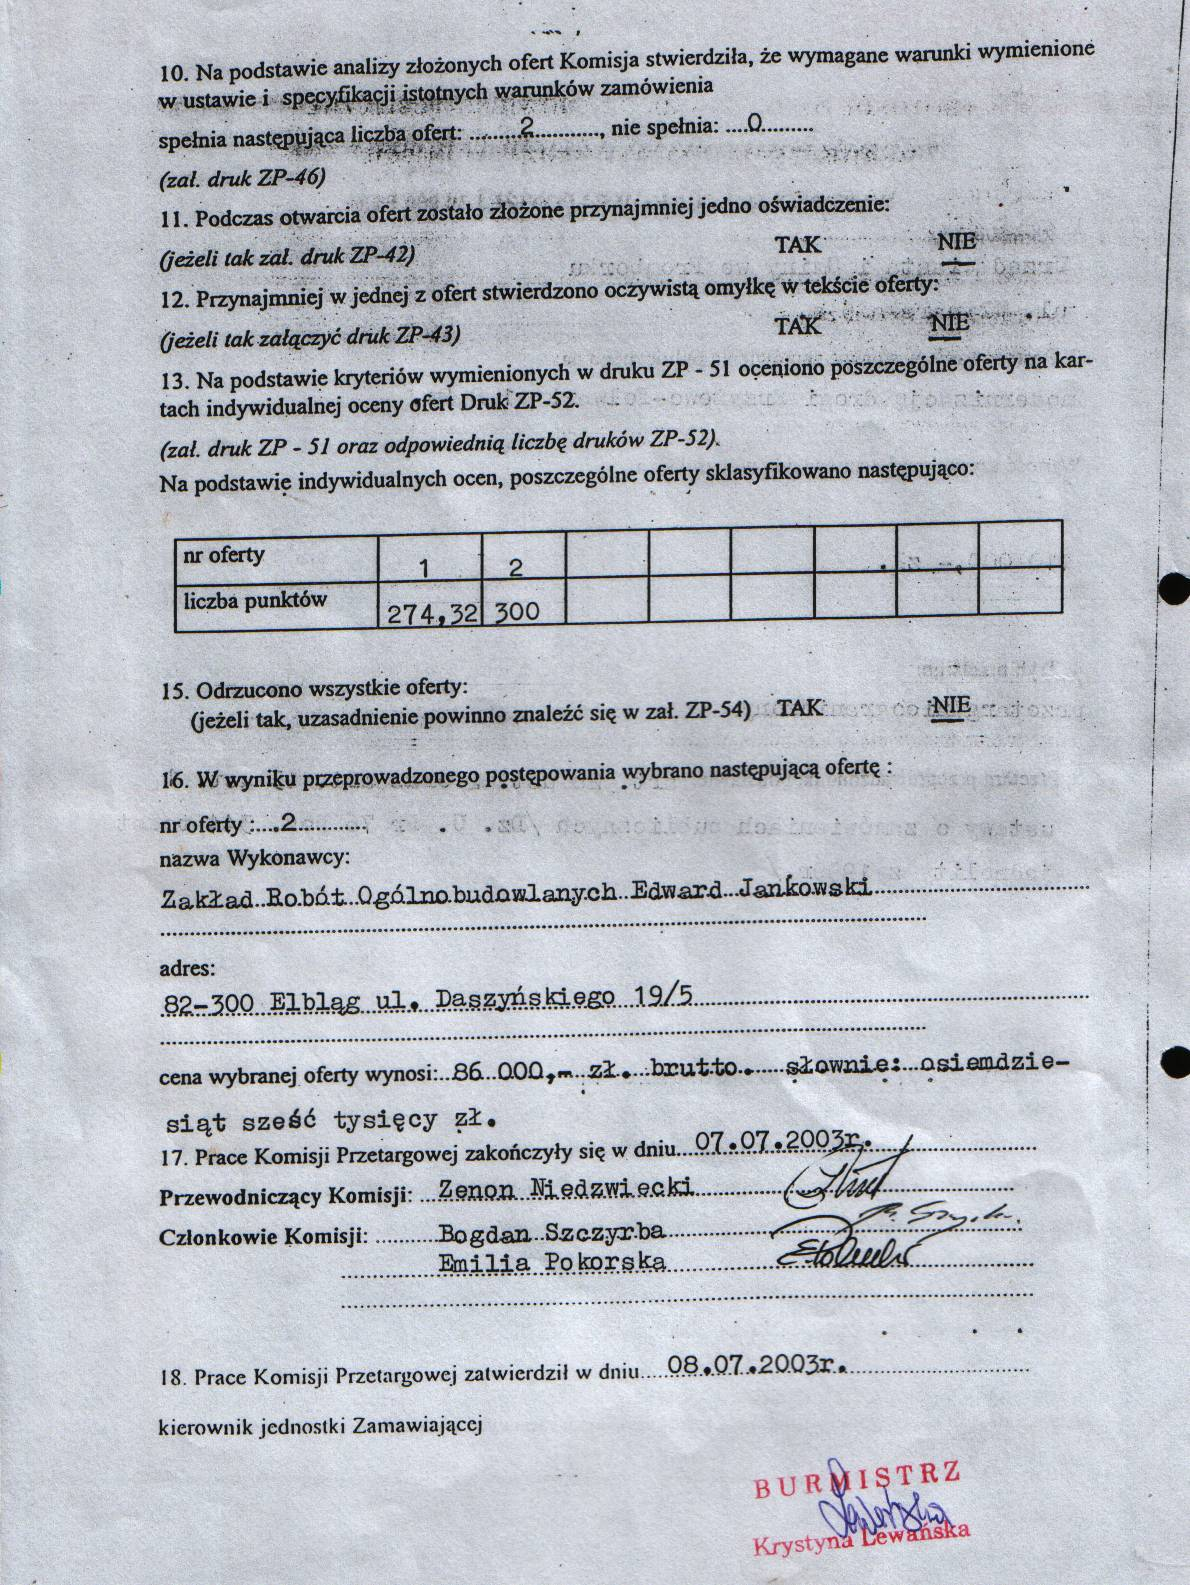 10. Na podstawie analizy złożonych ofert Komisja stwierdziła, że wymagane warunki wymienione
w ustawie i specyfikacji istotnych warunków zamówienia
spełnia następująca liczba ofert: .........2............, nie spełnia: ....0.........
(zał. druk ZP-46)
11. Podczas otwarcia ofert zostało złożone przynajmniej jedno oświadczenie:
(jeżeli tak zał. druk ZP-42) TAK NIE
12. Przynajmniej w jednej z ofert stwierdzono oczywistą omyłkę w tekście oferty:
(jeżeli tak załączyć druk ZP-43) TAK NIE
13. Na podstawie kryteriów wymienionych w druku ZP - 51 oceniono poszczególne oferty na kar-
tach indywidualnej oceny ofert Druk ZP-52.
(zał. druk ZP - 51 oraz odpowiednią liczbę druków ZP-52).
Na podstawie indywidualnych ocen, poszczególne oferty sklasyfikowano następująco:
nr oferty 1 2
liczba punktów 274,32 300
15. Odrzucono wszystkie oferty:
(jeżeli tak, uzasadnienie powinno znaleźć się w zał. ZP-54) TAK NIE
16. W wyniku przeprowadzonego postępowania wybrano następującą ofertę :
nr oferty :....2...........
nazwa Wykonawcy:
Zakład Robót Ogólnobudowlanych Edward Jankowski
adres:
82-300 Elbląg ul. Daszyńskiego 19/5
cena wybranej oferty wynosi: 86 000,- zł. brutto. słownie: osiemdzie-
siąt sześć tysięcy zł.
17. Prace Komisji Przetargowej zakończyły się w dniu 07.07.2003r.
Przewodniczący Komisji: Zenon Niedzwiecki
Członkowie Komisji: Bogdan Szczyrba
Emilia Pokorska
18. Prace Komisji Przetargowej zatwierdził w dniu 08.07.2003r.
kierownik jednostki Zamawiającej
BURMISTRZ
Krystyna Lewańska